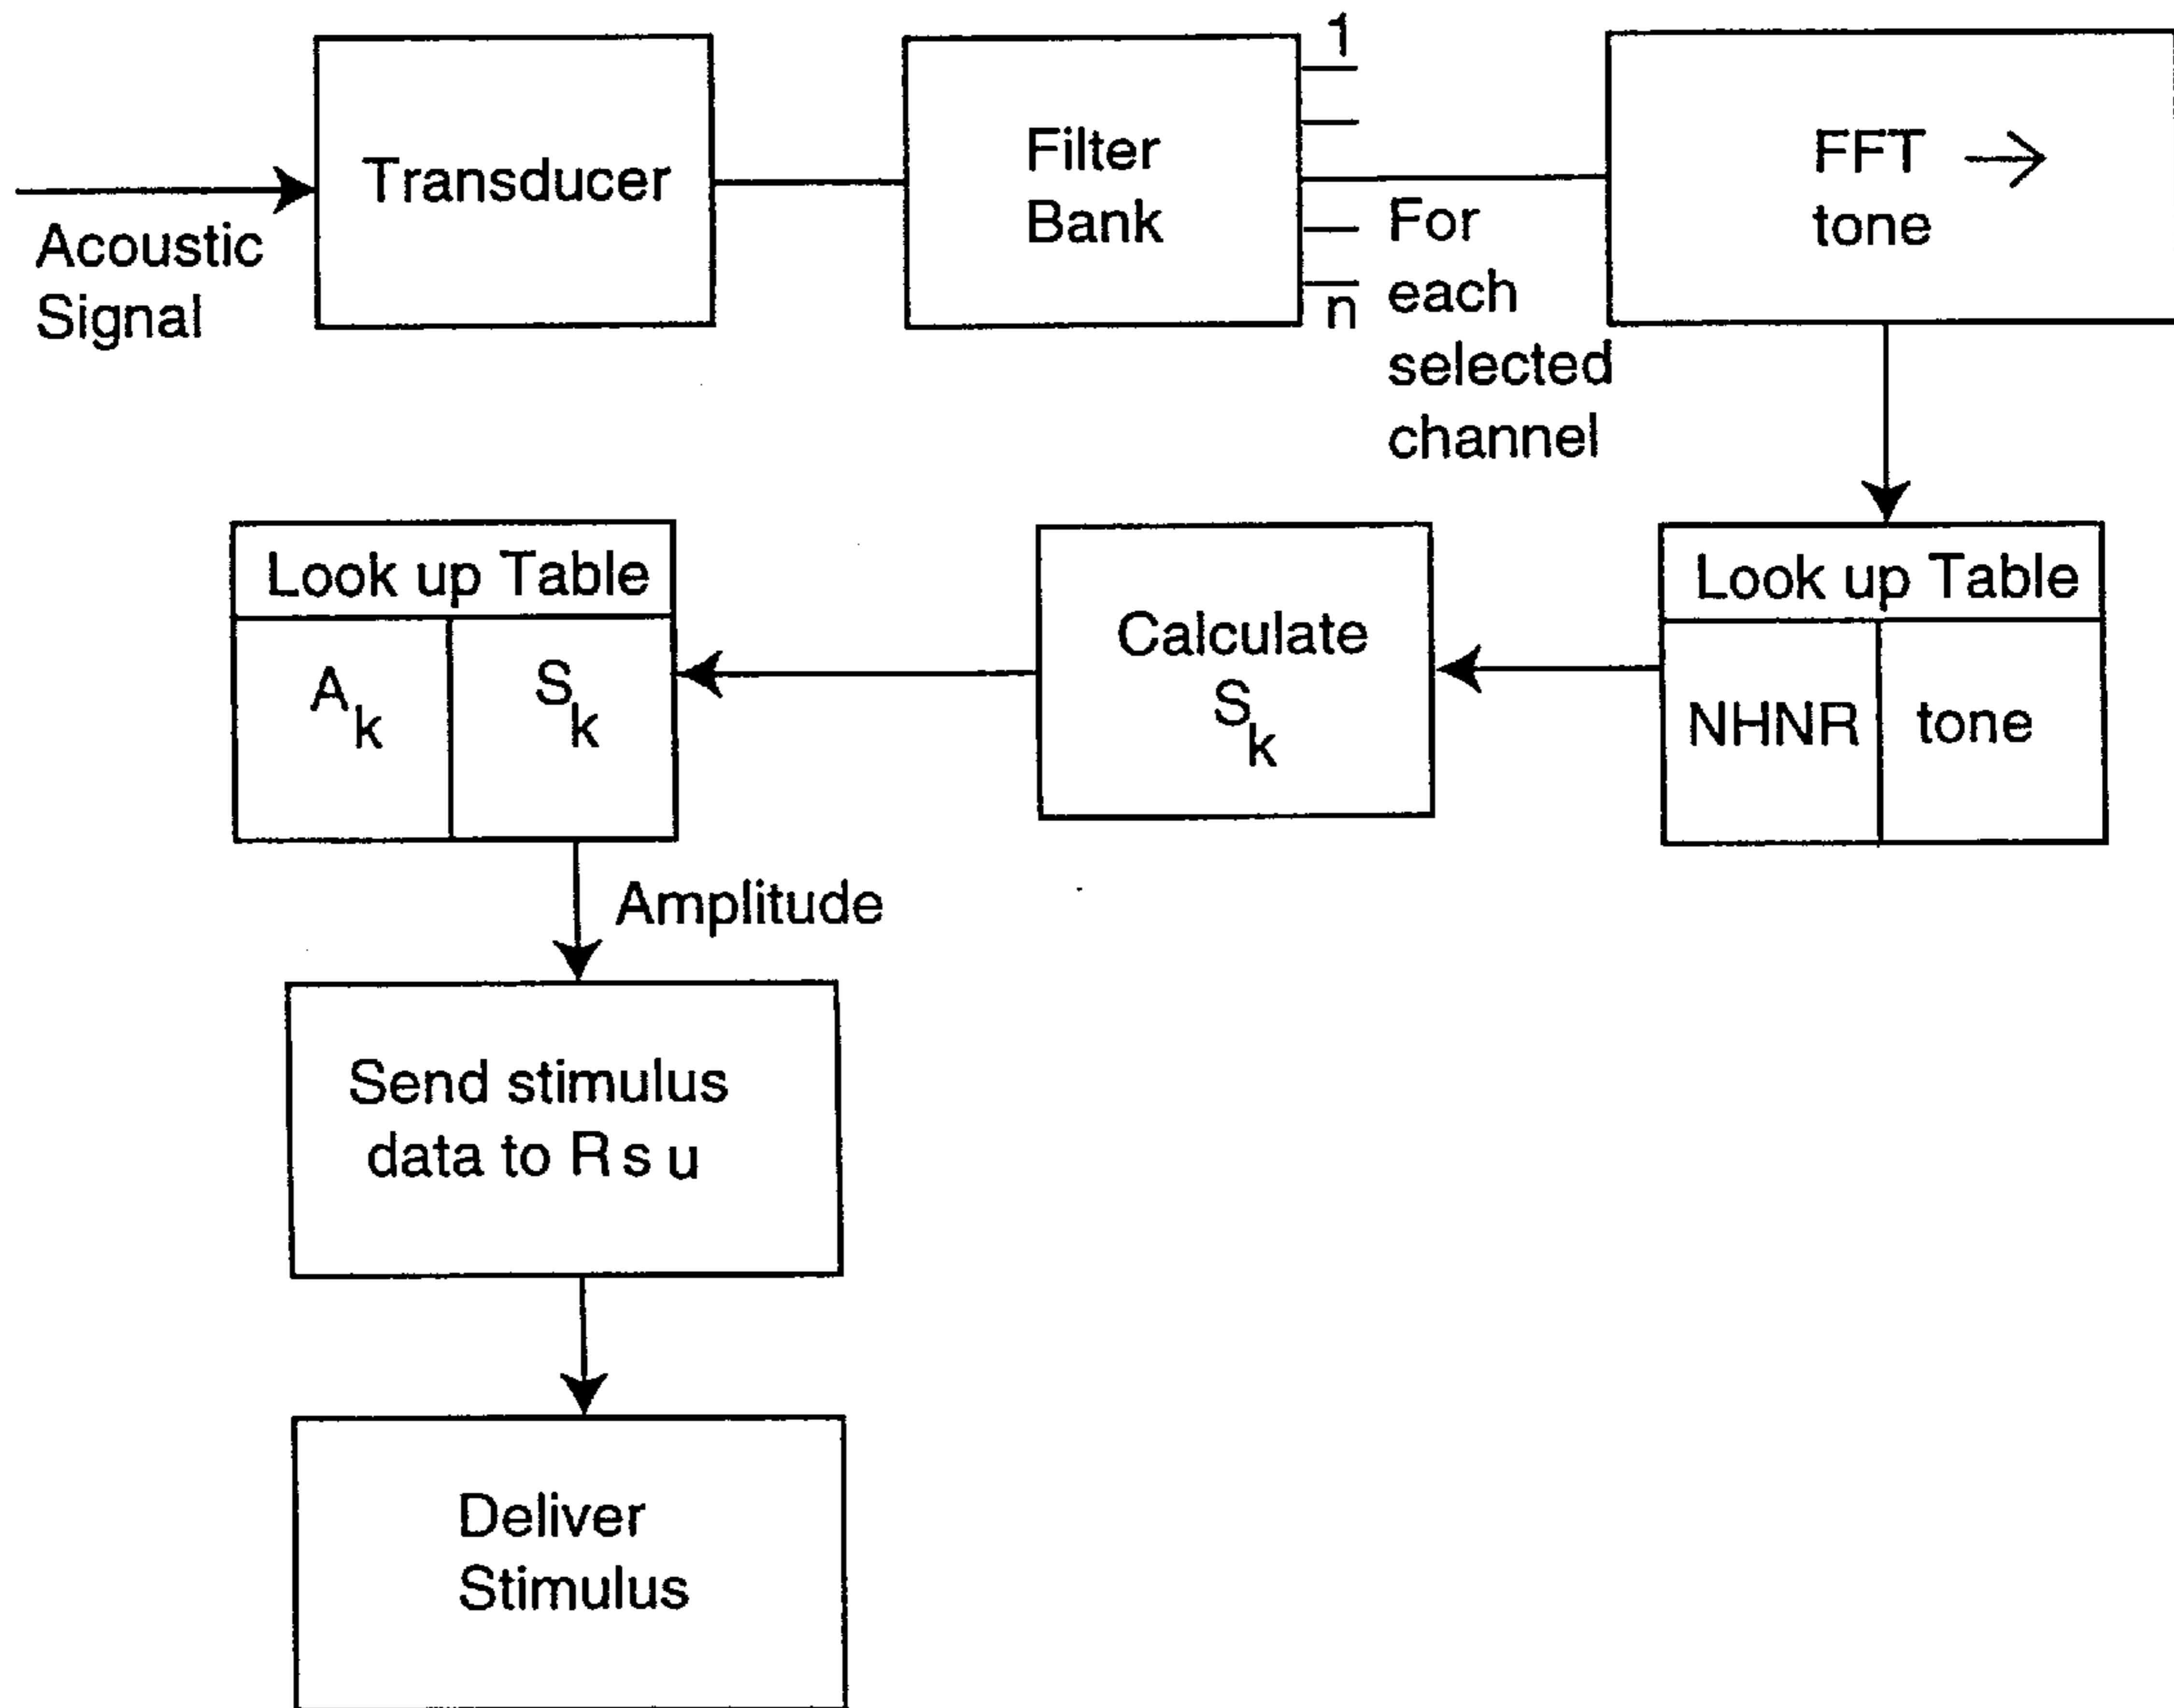 Acoustic
Signal
Transducer
Filter
Bank
1
n
For
each
selected
channel
FFT →
tone
Look up Table
NHNR
tone
Calculate
S
k
Look up Table
A
k
S
k
Amplitude
Send stimulus
data to R s u
Deliver
Stimulus